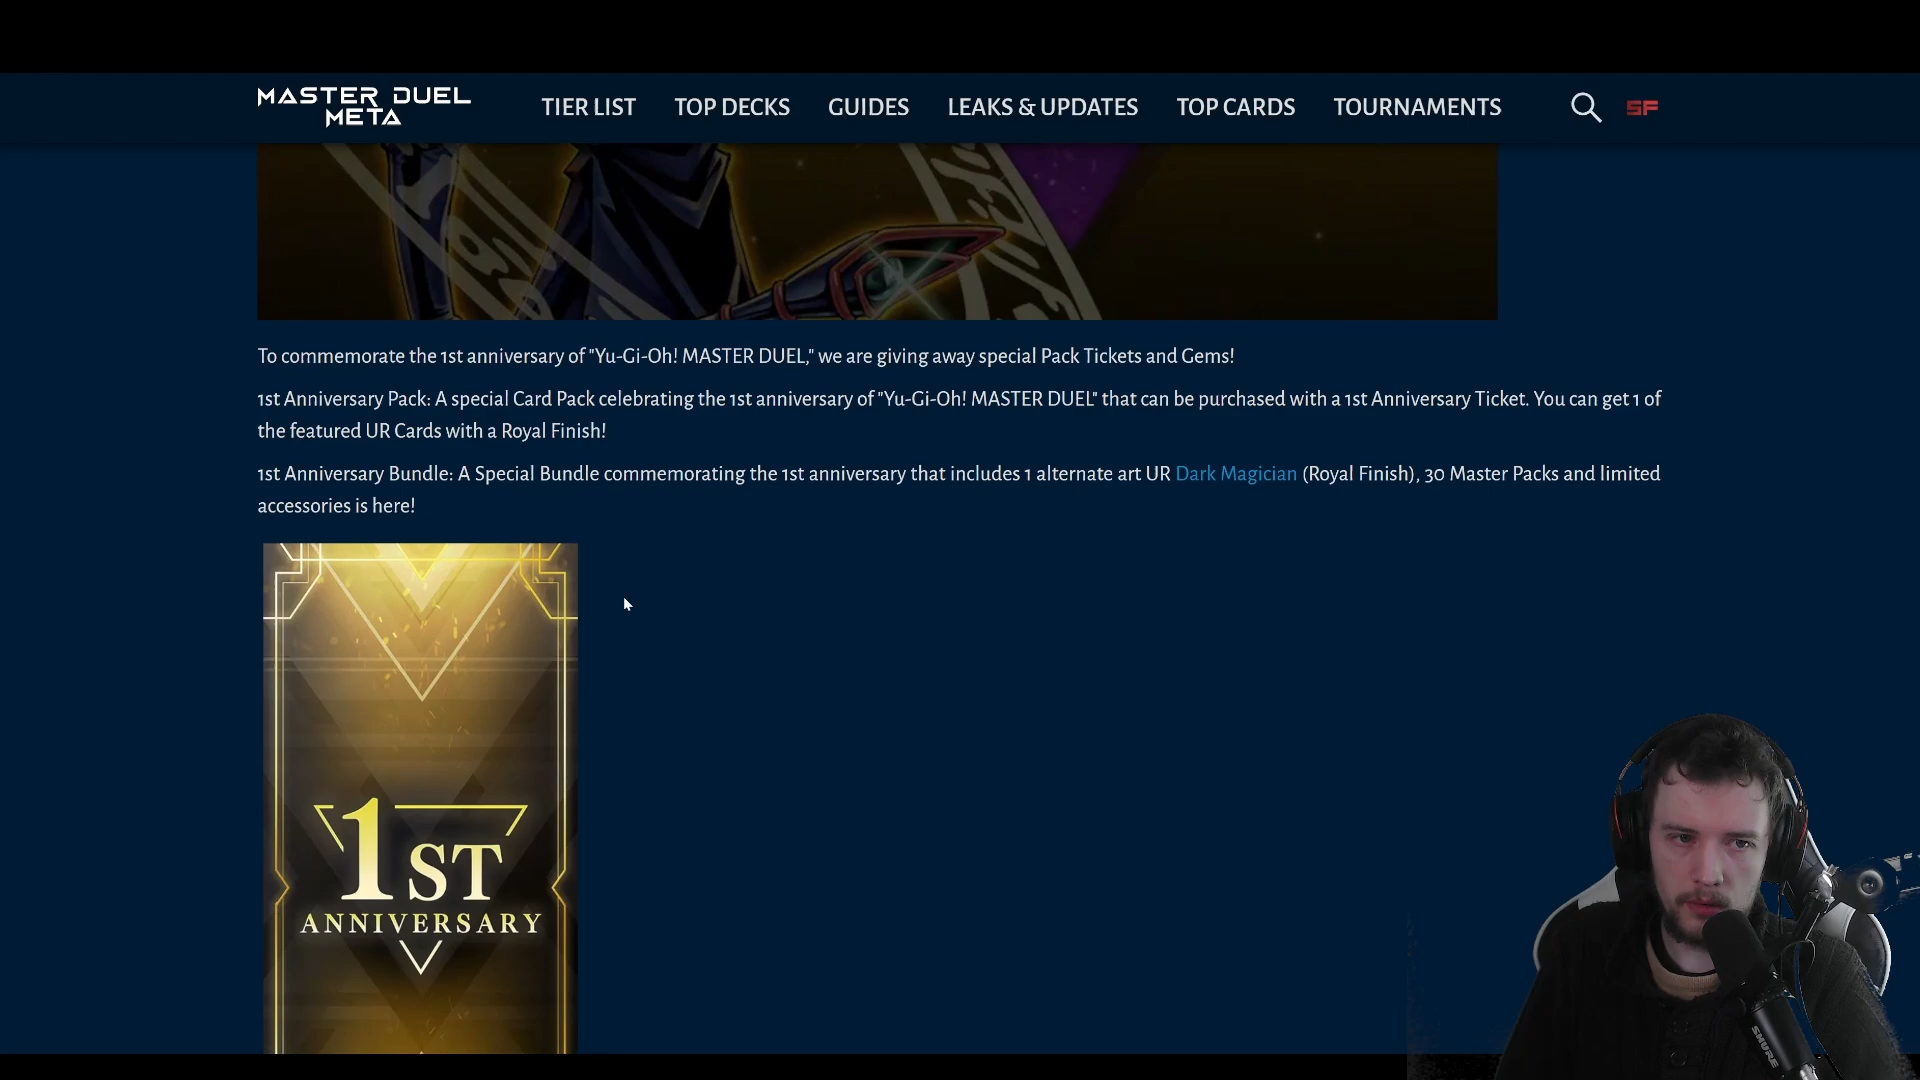 MASTER DUEL
META
TIER LIST
TOP DECKS
GUIDES
LEAKS & UPDATES
TOP CARDS
TOURNAMENTS
SF
To commemorate the 1st anniversary of "Yu-Gi-Oh! MASTER DUEL," we are giving away special Pack Tickets and Gems!
1st Anniversary Pack: A special Card Pack celebrating the 1st anniversary of "Yu-Gi-Oh! MASTER DUEL" that can be purchased with a 1st Anniversary Ticket. You can get 1 of
the featured UR Cards with a Royal Finish!
1st Anniversary Bundle: A Special Bundle commemorating the 1st anniversary that includes 1 alternate art UR Dark Magician (Royal Finish), 30 Master Packs and limited
accessories is here!
1ST
ANNIVERSARY
SHURE